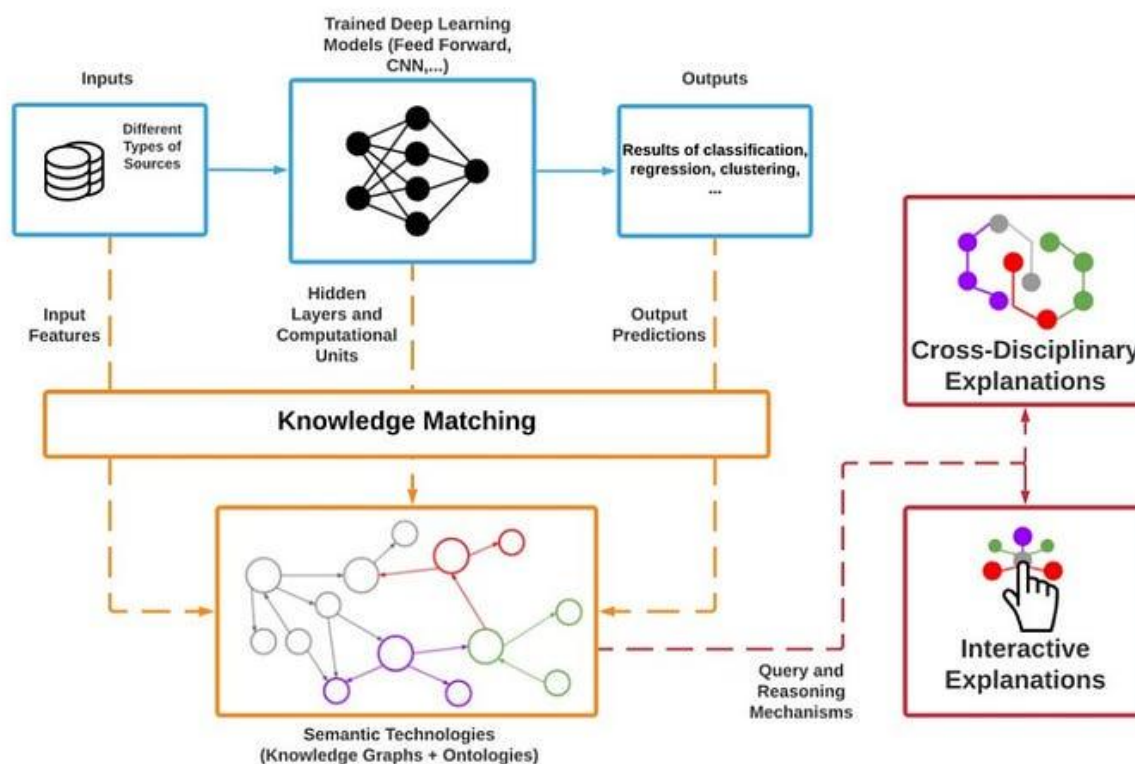 Trained Deep Learning
Models (Feed Forward,
CNN,...)
Inputs
Outputs
Different
Types of
Sources
Results of classification,
regression, clustering,
...
Input
Features
Hidden
Layers and
Computational
Units
Output
Predictions
Knowledge Matching
Semantic Technologies
(Knowledge Graphs + Ontologies)
Query and
Reasoning
Mechanisms
Cross-Disciplinary
Explanations
Interactive
Explanations